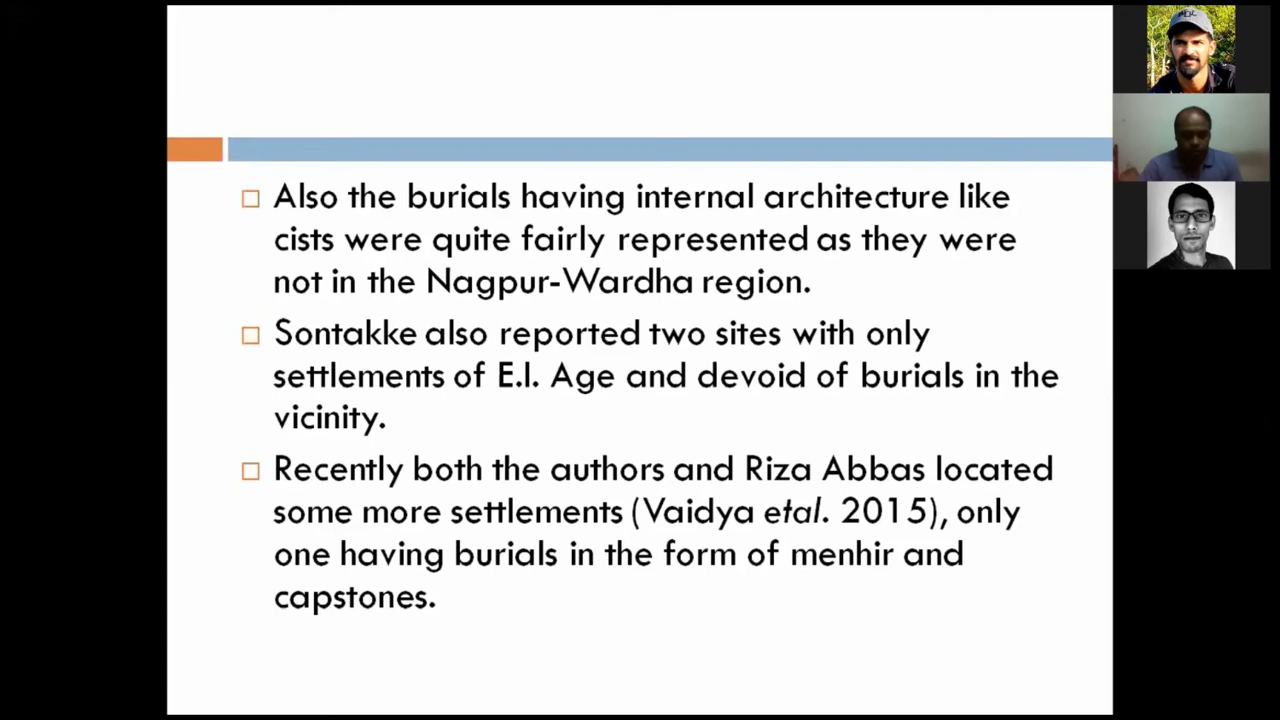 Also the burials having internal architecture like
cists were quite fairly represented as they were
not in the Nagpur-Wardha region.
Sontakke also reported two sites with only
settlements of E.I. Age and devoid of burials in the
vicinity.
Recently both the authors and Riza Abbas located
some more settlements (Vaidya etal. 2015), only
one having burials in the form of menhir and
capstones.